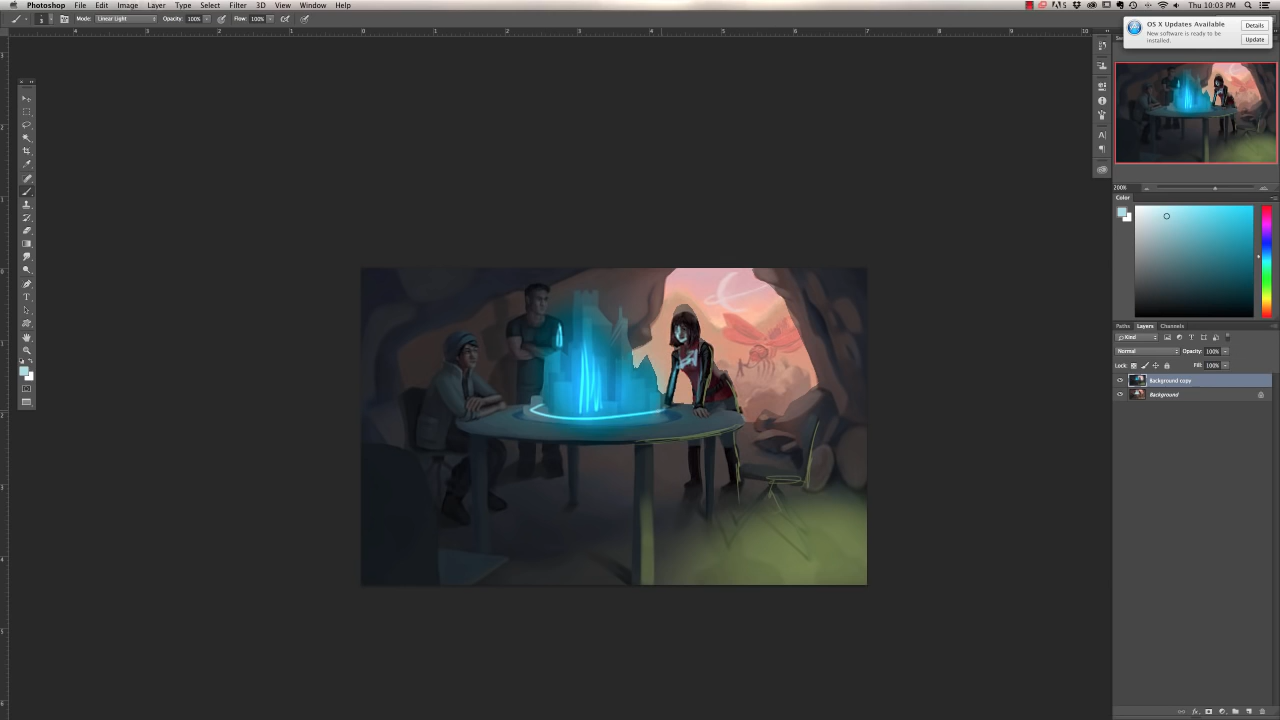 Photoshop File Edit Image Layer Type Select Filter 3D View Window Help
Thu 10:03 PM
Mode: Linear Light Opacity: 100% Flow: 100%
OS X Updates Available
New software is ready to be
installed.
Details
Update
200%
Color
Paths Layers Channels
Kind
Normal Opacity: 100%
Lock: Fill: 100%
Background copy
Background